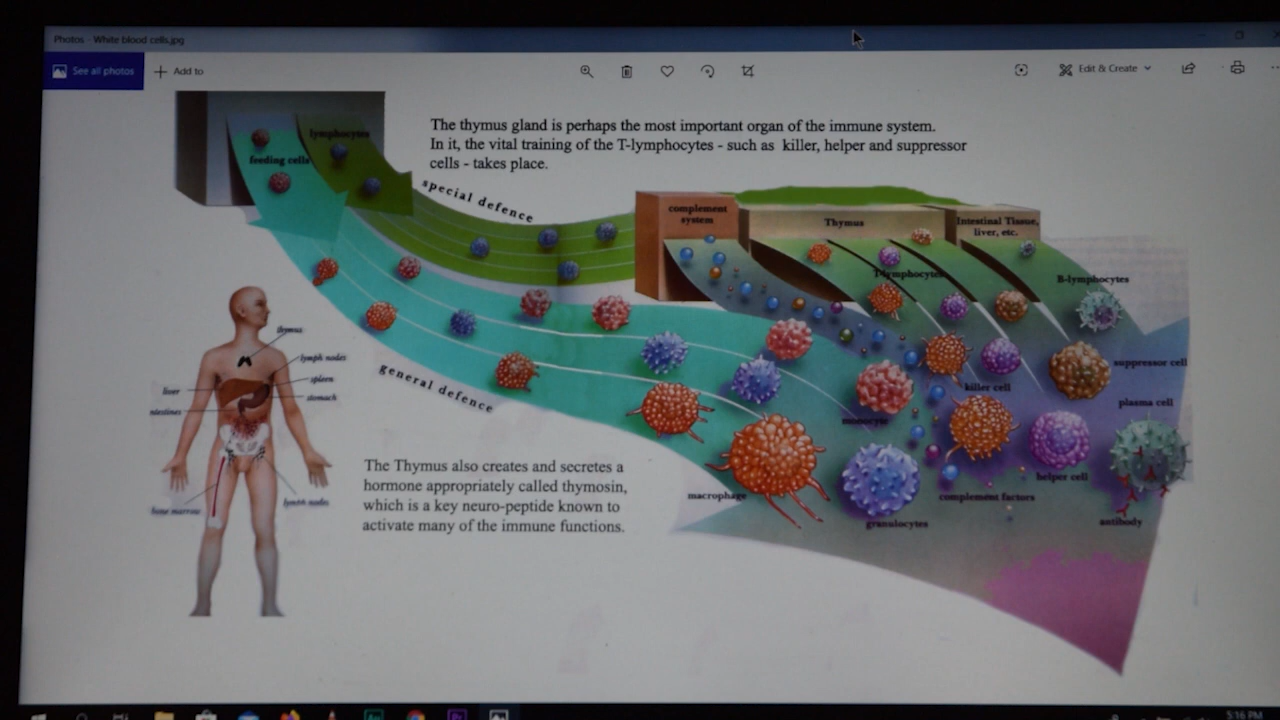 Photos - White blood cells.jpg
See all photos
Add to
Edit & Create
The thymus gland is perhaps the most important organ of the immune system.
In it, the vital training of the T-lymphocytes - such as killer, helper and suppressor
cells - takes place.
lymphocytes
feeding cells
special defence
complement
system
Thymus
Intestinal Tissue,
liver, etc.
T-lymphocytes
B-lymphocytes
thymus
lymph nodes
spleen
stomach
liver
intestines
bone marrow
lymph nodes
general defence
suppressor cell
killer cell
plasma cell
monocyte
helper cell
macrophage
complement factors
granulocytes
antibody
The Thymus also creates and secretes a
hormone appropriately called thymosin,
which is a key neuro-peptide known to
activate many of the immune functions.
5:16 PM